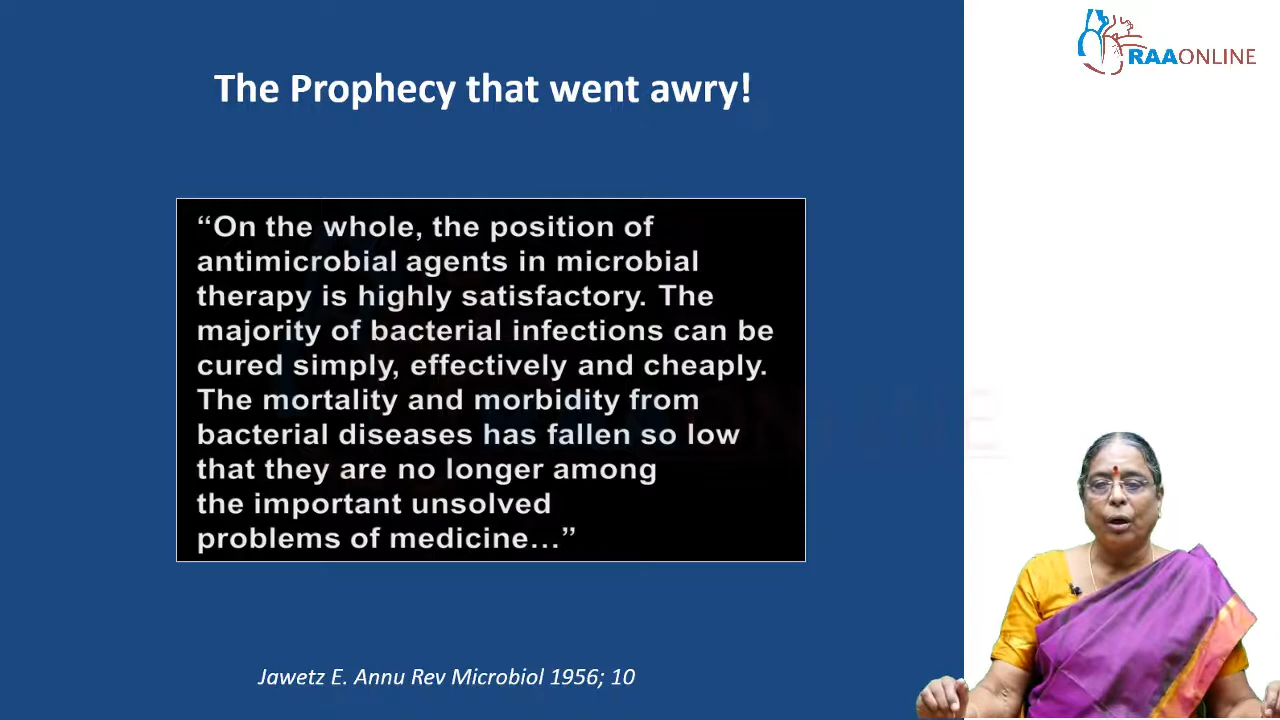 RAAONLINE
The Prophecy that went awry!
“On the whole, the position of
antimicrobial agents in microbial
therapy is highly satisfactory. The
majority of bacterial infections can be
cured simply, effectively and cheaply.
The mortality and morbidity from
bacterial diseases has fallen so low
that they are no longer among
the important unsolved
problems of medicine…”
Jawetz E. Annu Rev Microbiol 1956; 10